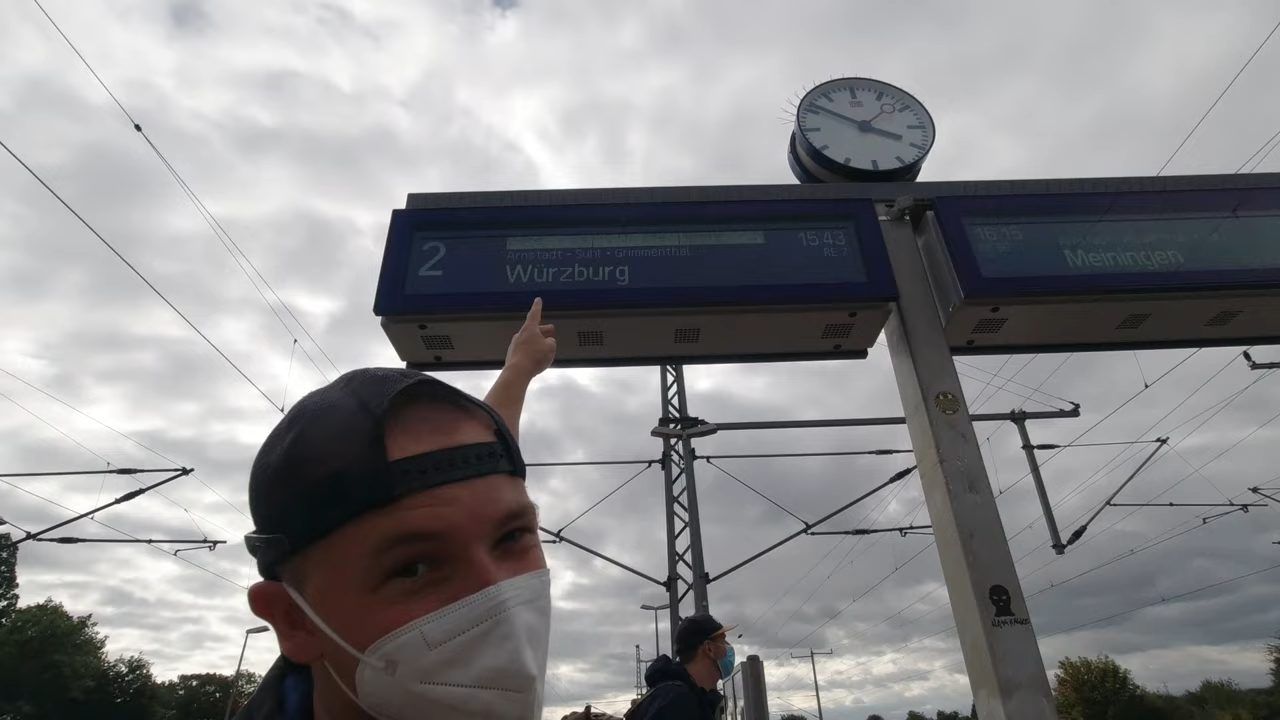 2
15:43
RE 7
Arnstadt - Suhl - Grimmenthal
Würzburg
16:15
Meiningen